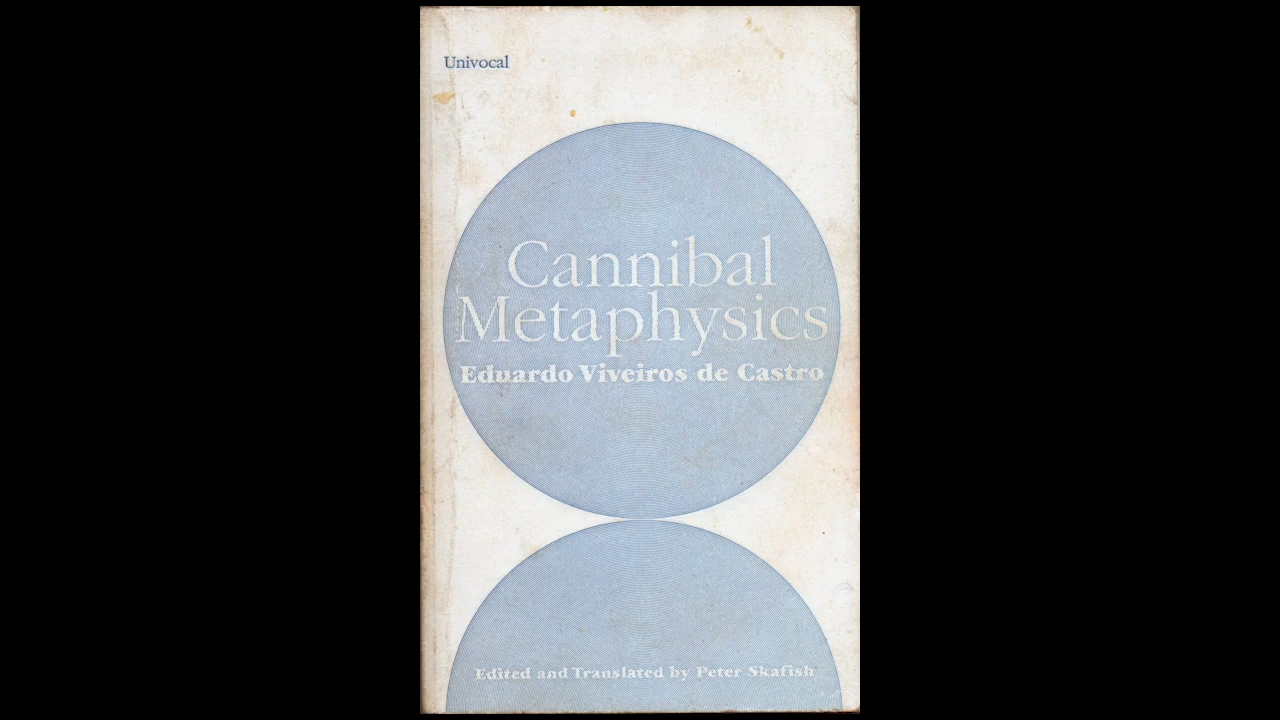 Univocal
Cannibal
Metaphysics
Eduardo Viveiros de Castro
Edited and Translated by Peter Skafish